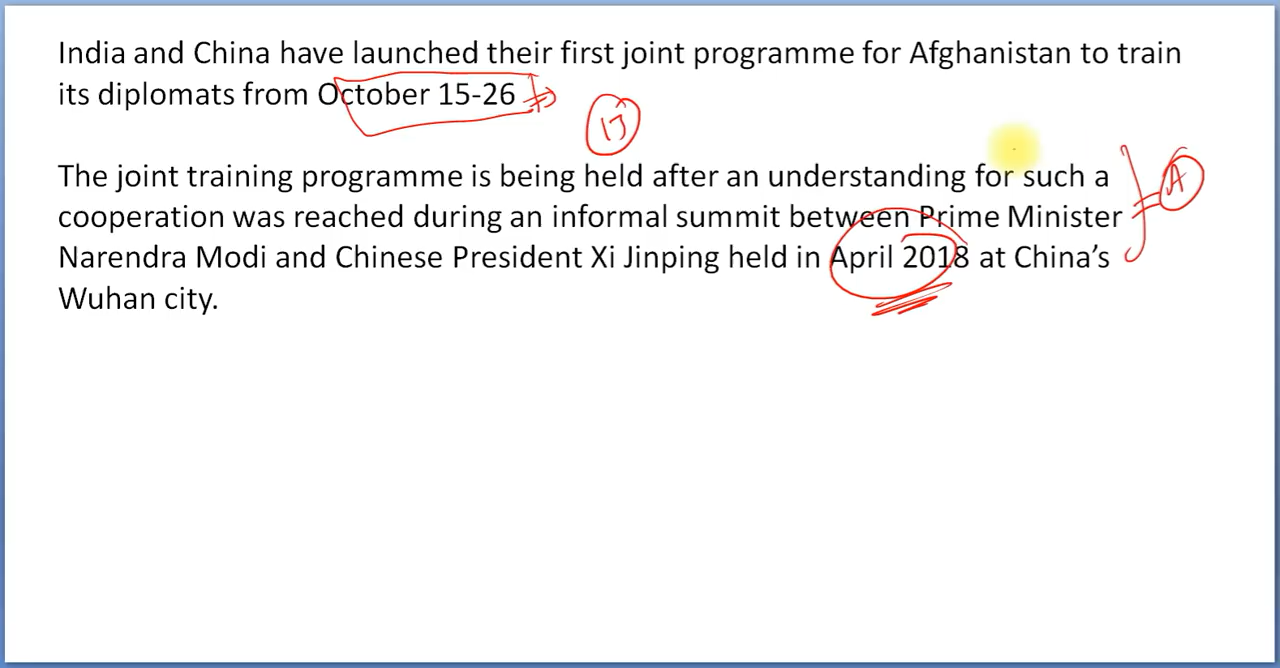 India and China have launched their first joint programme for Afghanistan to train
its diplomats from October 15-26
The joint training programme is being held after an understanding for such a
cooperation was reached during an informal summit between Prime Minister
Narendra Modi and Chinese President Xi Jinping held in April 2018 at China's
Wuhan city.
A